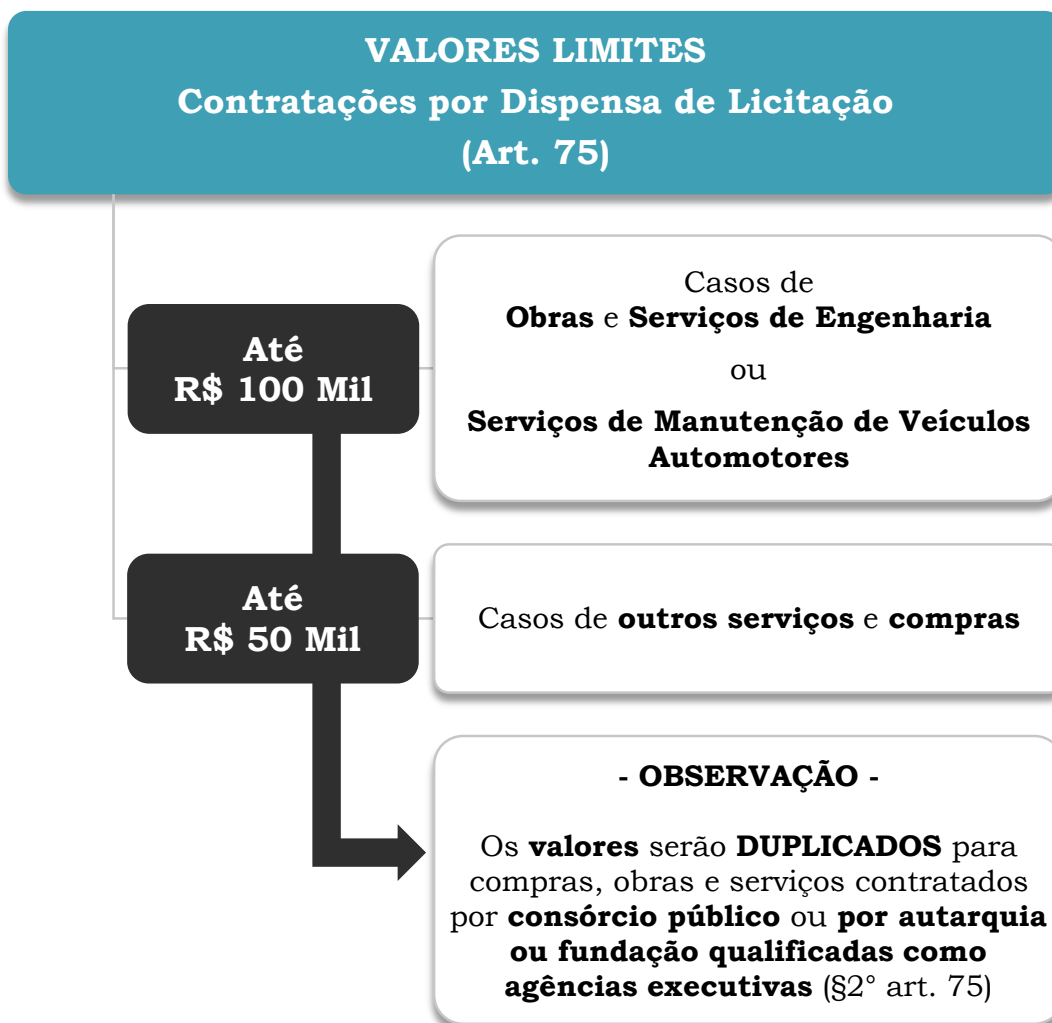 VALORES LIMITES
Contratações por Dispensa de Licitação
(Art. 75)
Até
R$ 100 Mil
Casos de
Obras e Serviços de Engenharia
ou
Serviços de Manutenção de Veículos
Automotores
Até
R$ 50 Mil
Casos de outros serviços e compras
- OBSERVAÇÃO -
Os valores serão DUPLICADOS para
compras, obras e serviços contratados
por consórcio público ou por autarquia
ou fundação qualificadas como
agências executivas (§2° art. 75)